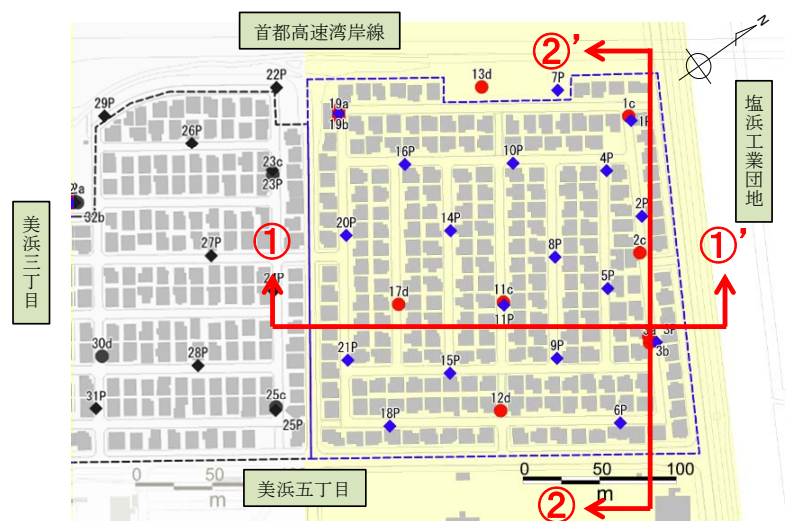 首都高速湾岸線
②’
N
塩浜工業団地
22P
13d
7P
29P
19a
19b
1c
1P
26P
16P
10P
4P
23c
23P
32b
2P
美浜三丁目
①
20P
14P
①’
2c
27P
8P
24P
5P
17d
11c
11P
3a
3P
3b
30d
28P
21P
15P
9P
31P
25c
25P
12d
18P
6P
0 50 100
m
美浜五丁目
0 50 100
m
②